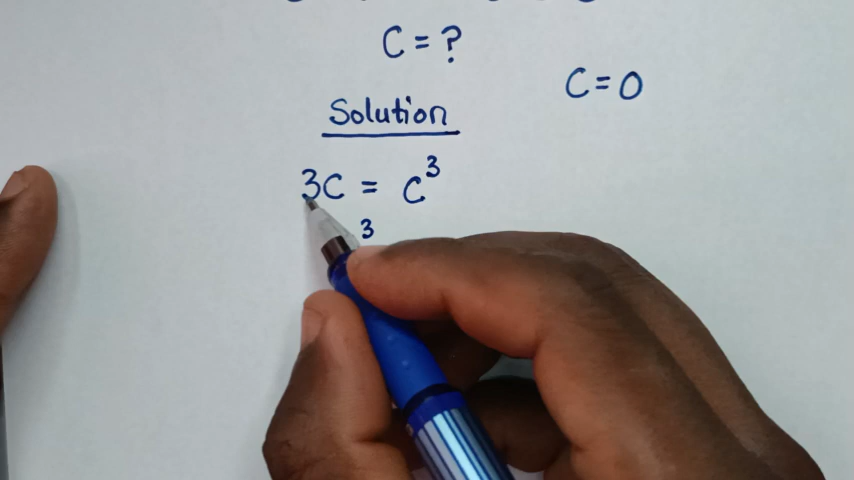 C = ?
C = 0
Solution
3C = C³
3